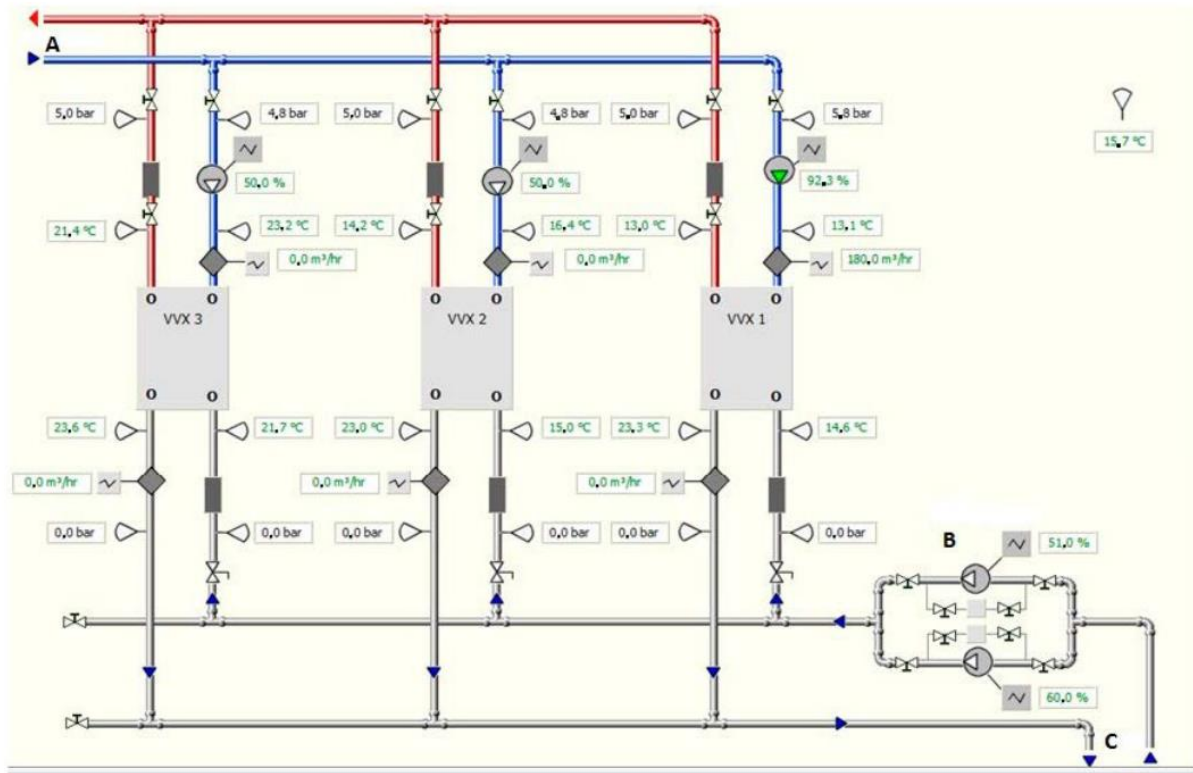 A
5,0 bar
4,8 bar
5,0 bar
4,8 bar
5,0 bar
5,8 bar
15,7 °C
50,0 %
50,0 %
92,3 %
21,4 °C
23,2 °C
14,2 °C
16,4 °C
13,0 °C
13,1 °C
0,0 m³/hr
0,0 m³/hr
180,0 m³/hr
O O O O O O
VVX 3
VVX 2
VVX 1
O O O O O O
23,6 °C
21,7 °C
23,0 °C
15,0 °C
23,3 °C
14,6 °C
0,0 m³/hr
0,0 m³/hr
0,0 m³/hr
0,0 bar
0,0 bar
0,0 bar
0,0 bar
0,0 bar
0,0 bar
B
51,0 %
60,0 %
C